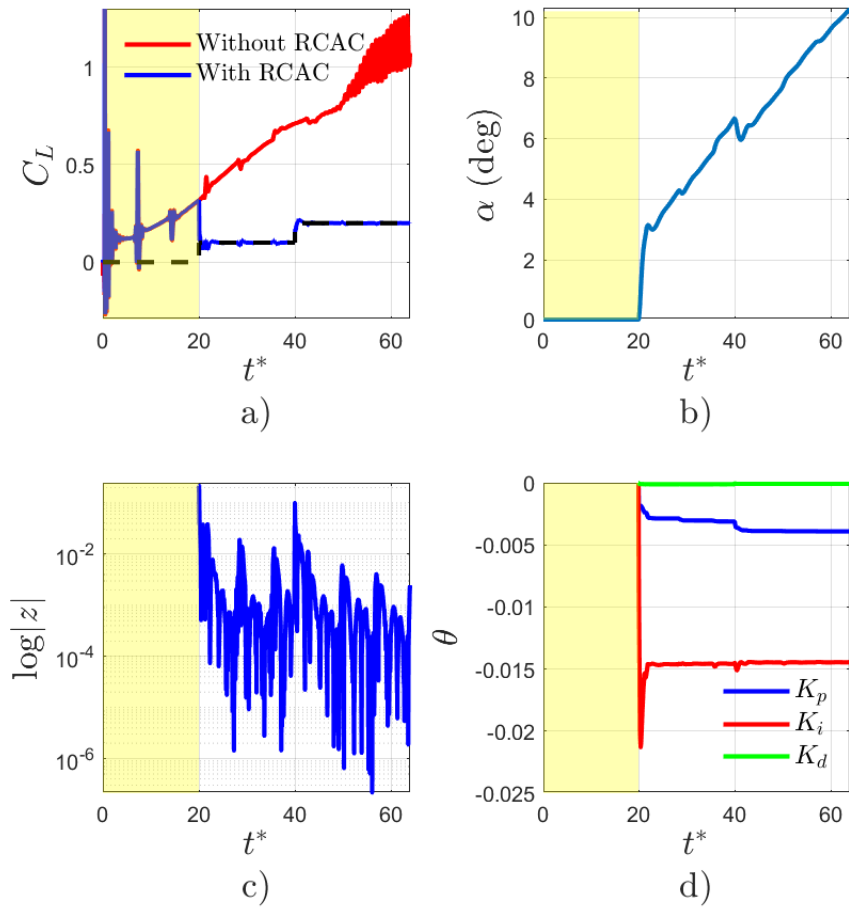 Without RCAC
With RCAC
1
0.5
0
C_L
0
20
40
60
t*
a)
10
8
6
4
2
0
α (deg)
0
20
40
60
t*
b)
10^-2
10^-4
10^-6
log|z|
0
20
40
60
t*
c)
0
-0.005
-0.01
-0.015
-0.02
-0.025
θ
K_p
K_i
K_d
0
20
40
60
t*
d)